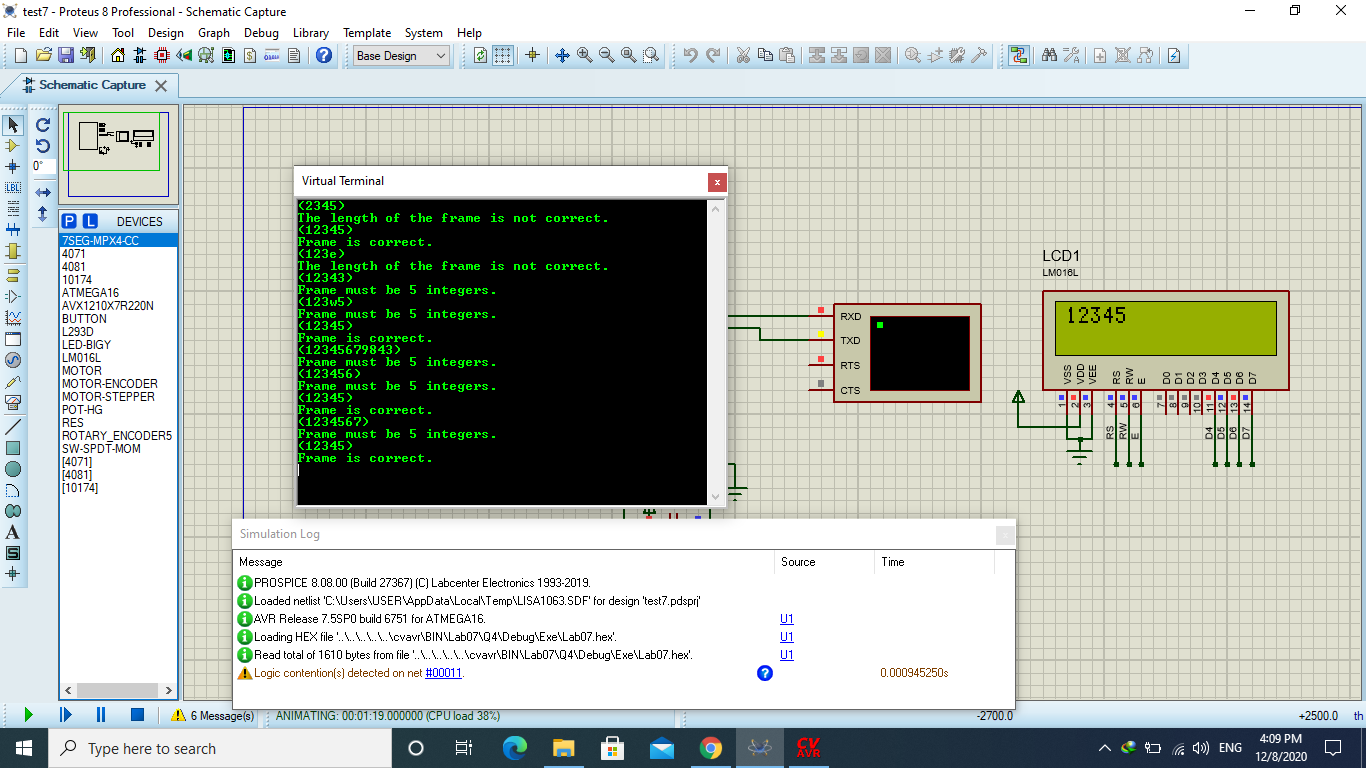 test7 - Proteus 8 Professional - Schematic Capture
File Edit View Tool Design Graph Debug Library Template System Help
Base Design
Schematic Capture
0°
LBL
P L DEVICES
7SEG-MPX4-CC
4071
4081
10174
ATMEGA16
AVX1210X7R220N
BUTTON
L293D
LED-BIGY
LM016L
MOTOR
MOTOR-ENCODER
MOTOR-STEPPER
POT-HG
RES
ROTARY_ENCODER5
SW-SPDT-MOM
[4071]
[4081]
[10174]
Virtual Terminal
(2345)
The length of the frame is not correct.
(12345)
Frame is correct.
(123e)
The length of the frame is not correct.
(12343)
Frame must be 5 integers.
(123w5)
Frame must be 5 integers.
(12345)
Frame is correct.
(12345679843)
Frame must be 5 integers.
(123456)
Frame must be 5 integers.
(12345)
Frame is correct.
(1234567)
Frame must be 5 integers.
(12345)
Frame is correct.
RXD
TXD
RTS
CTS
LCD1
LM016L
12345
VSS VDD VEE RS RW E D0 D1 D2 D3 D4 D5 D6 D7
1 2 3 4 5 6 7 8 9 10 11 12 13 14
RS RW E D4 D5 D6 D7
Simulation Log
Message Source Time
PROSPICE 8.08.00 (Build 27367) (C) Labcenter Electronics 1993-2019.
Loaded netlist 'C:\Users\USER\AppData\Local\Temp\LISA1063.SDF' for design 'test7.pdsprj'
AVR Release 7.5SP0 build 6751 for ATMEGA16. U1
Loading HEX file '..\..\..\..\..\cvavr\BIN\Lab07\Q4\Debug\Exe\Lab07.hex'. U1
Read total of 1610 bytes from file '..\..\..\..\..\cvavr\BIN\Lab07\Q4\Debug\Exe\Lab07.hex'. U1
Logic contention(s) detected on net #00011. 0.000945250s
6 Message(s) ANIMATING: 00:01:19.000000 (CPU load 38%) -2700.0 +2500.0 th
Type here to search
CV
AVR
ENG
4:09 PM
12/8/2020